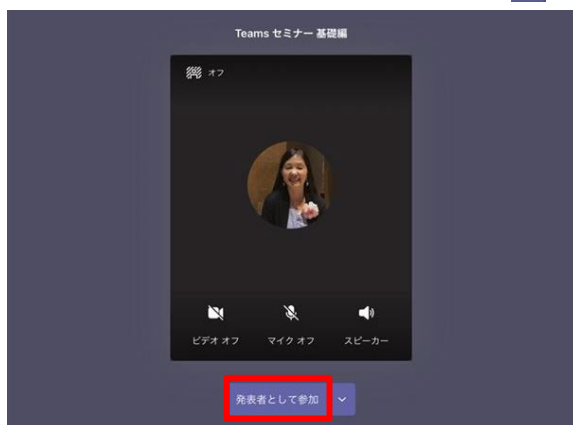 Teams セミナー 基礎編
オフ
ビデオ オフ マイク オフ スピーカー
発表者として参加